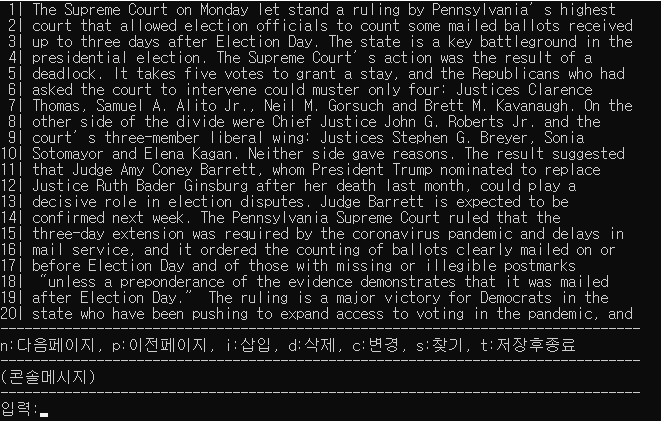 1| The Supreme Court on Monday let stand a ruling by Pennsylvania’s highest
2| court that allowed election officials to count some mailed ballots received
3| up to three days after Election Day. The state is a key battleground in the
4| presidential election. The Supreme Court’s action was the result of a
5| deadlock. It takes five votes to grant a stay, and the Republicans who had
6| asked the court to intervene could muster only four: Justices Clarence
7| Thomas, Samuel A. Alito Jr., Neil M. Gorsuch and Brett M. Kavanaugh. On the
8| other side of the divide were Chief Justice John G. Roberts Jr. and the
9| court’s three-member liberal wing: Justices Stephen G. Breyer, Sonia
10| Sotomayor and Elena Kagan. Neither side gave reasons. The result suggested
11| that Judge Amy Coney Barrett, whom President Trump nominated to replace
12| Justice Ruth Bader Ginsburg after her death last month, could play a
13| decisive role in election disputes. Judge Barrett is expected to be
14| confirmed next week. The Pennsylvania Supreme Court ruled that the
15| three-day extension was required by the coronavirus pandemic and delays in
16| mail service, and it ordered the counting of ballots clearly mailed on or
17| before Election Day and of those with missing or illegible postmarks
18| “unless a preponderance of the evidence demonstrates that it was mailed
19| after Election Day.” The ruling is a major victory for Democrats in the
20| state who have been pushing to expand access to voting in the pandemic, and
n:다음페이지, p:이전페이지, i:삽입, d:삭제, c:변경, s:찾기, t:저장후종료
(콘솔메시지)
입력: